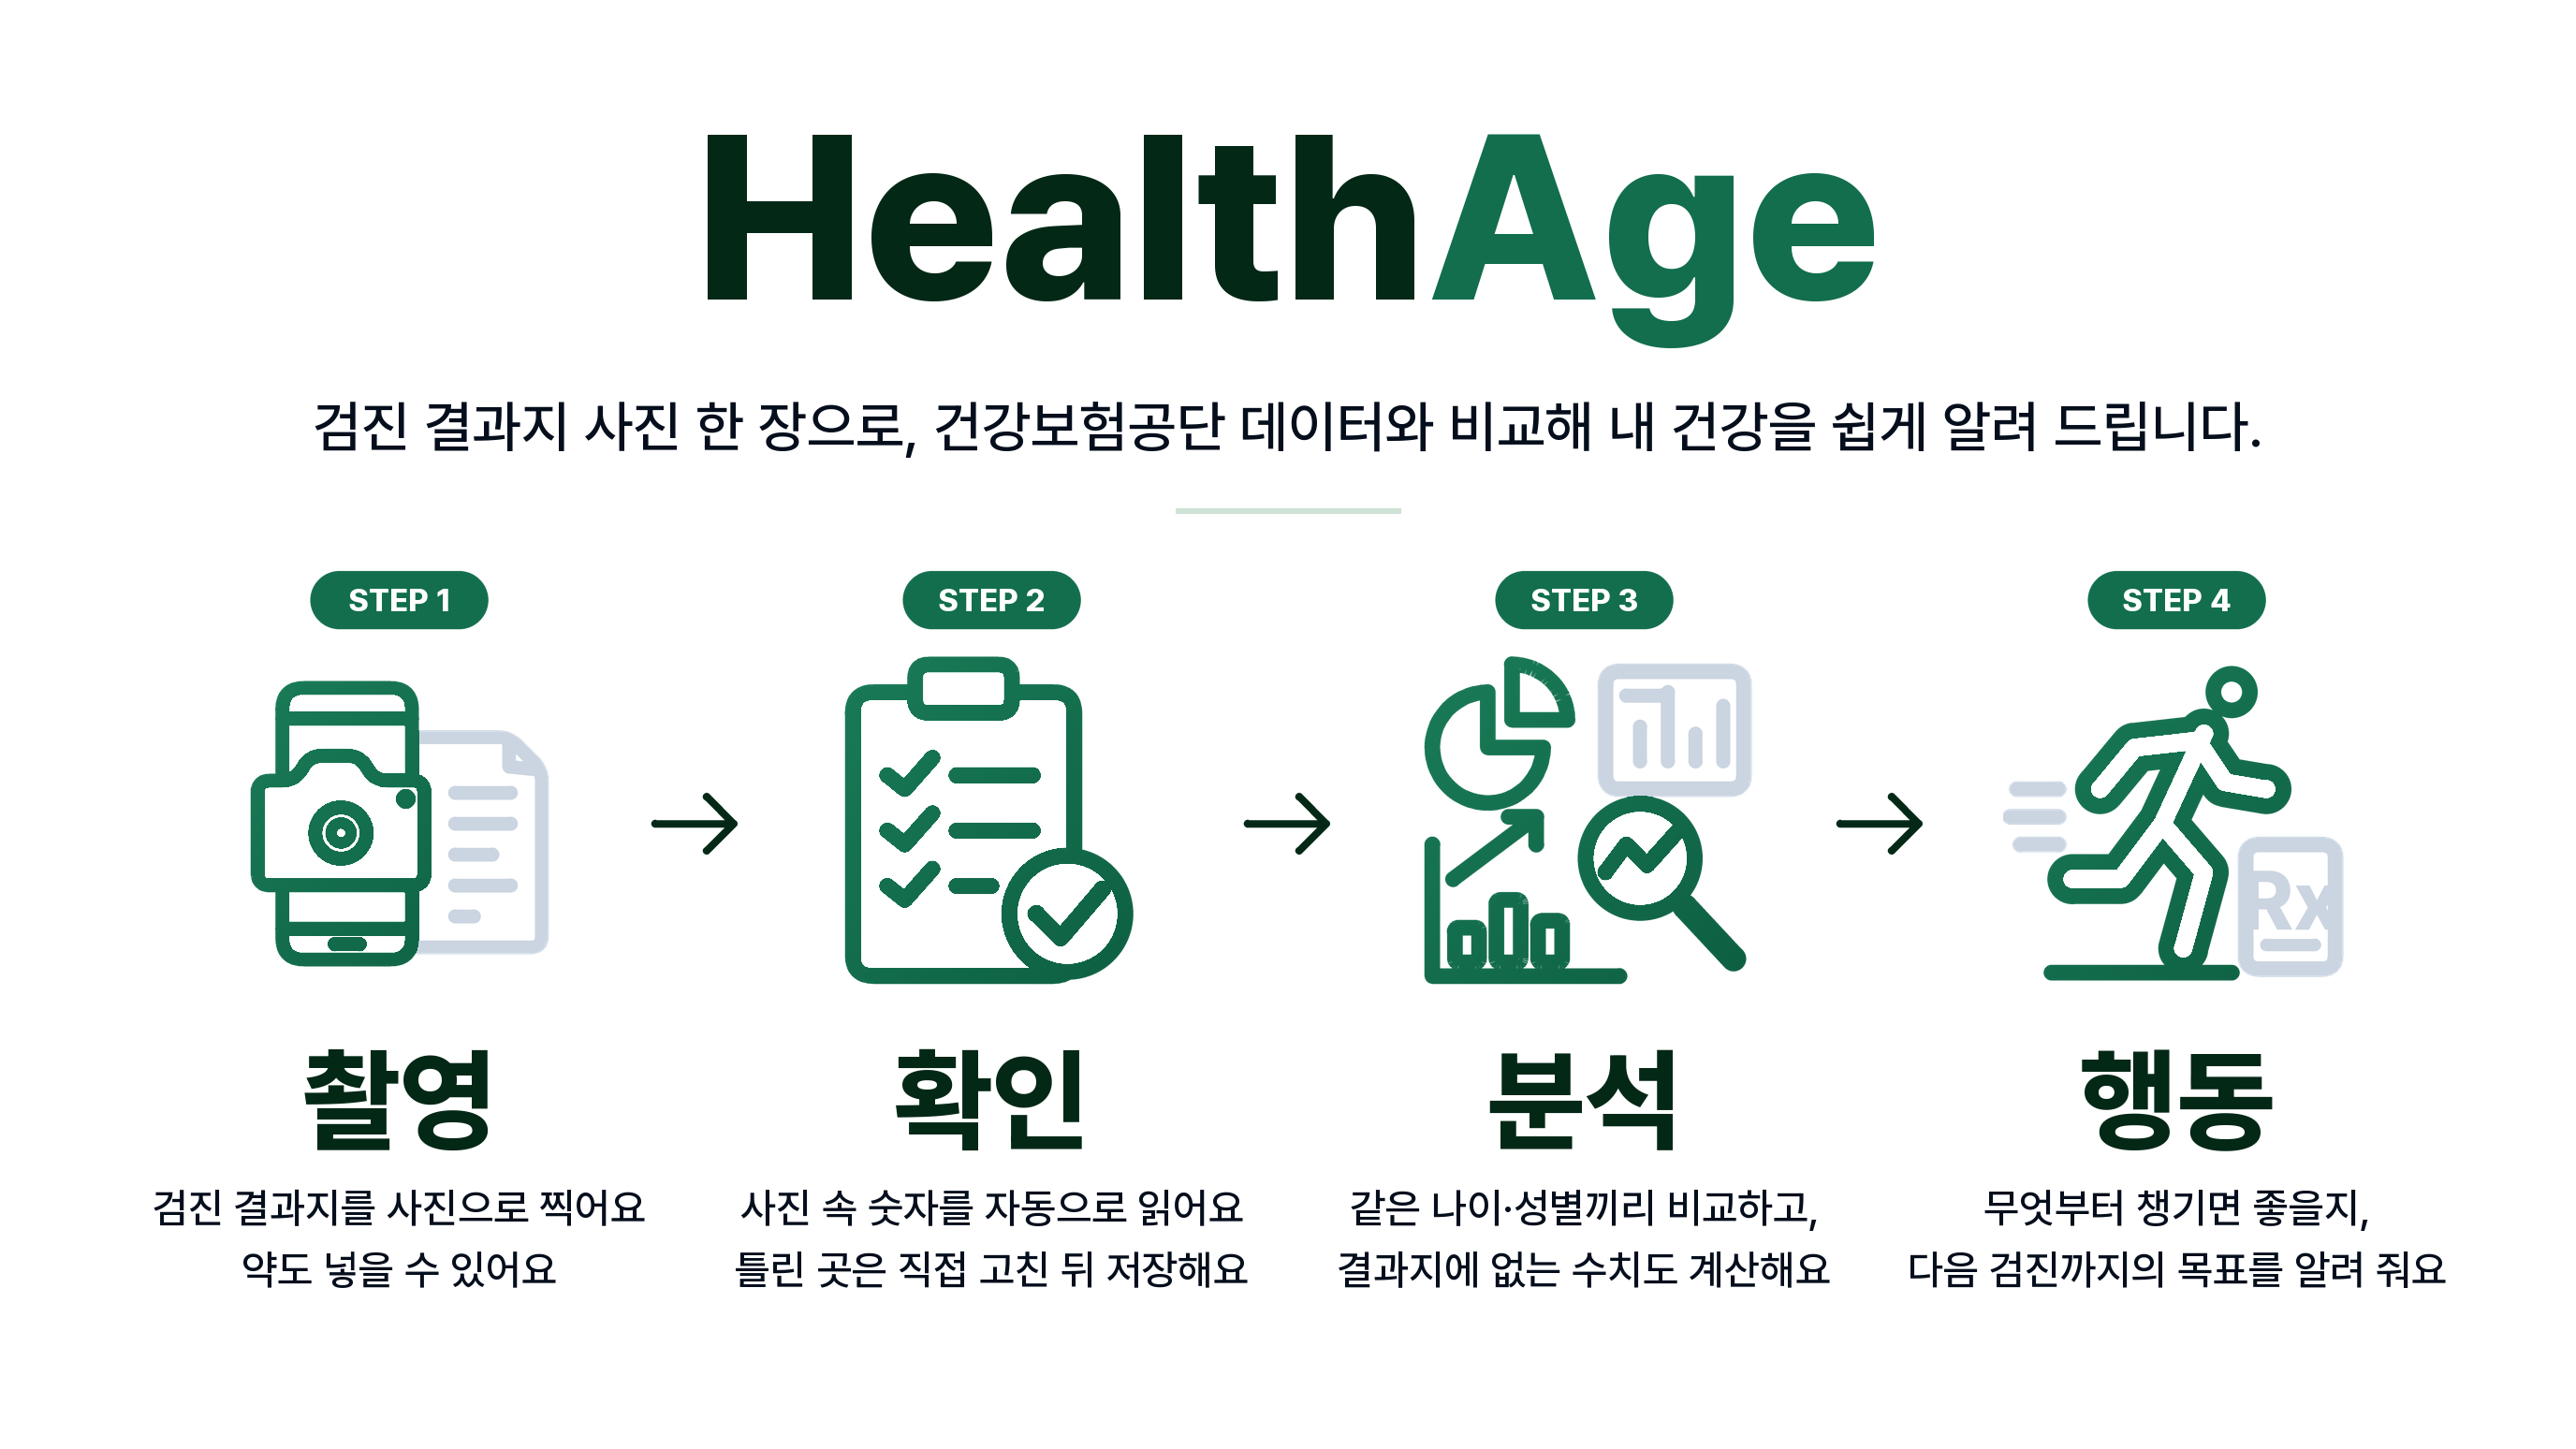 HealthAge
검진 결과지 사진 한 장으로, 건강보험공단 데이터와 비교해 내 건강을 쉽게 알려 드립니다.
STEP 1
STEP 2
STEP 3
STEP 4
Rx
촬영
확인
분석
행동
검진 결과지를 사진으로 찍어요
약도 넣을 수 있어요
사진 속 숫자를 자동으로 읽어요
틀린 곳은 직접 고친 뒤 저장해요
같은 나이·성별끼리 비교하고,
결과지에 없는 수치도 계산해요
무엇부터 챙기면 좋을지,
다음 검진까지의 목표를 알려 줘요